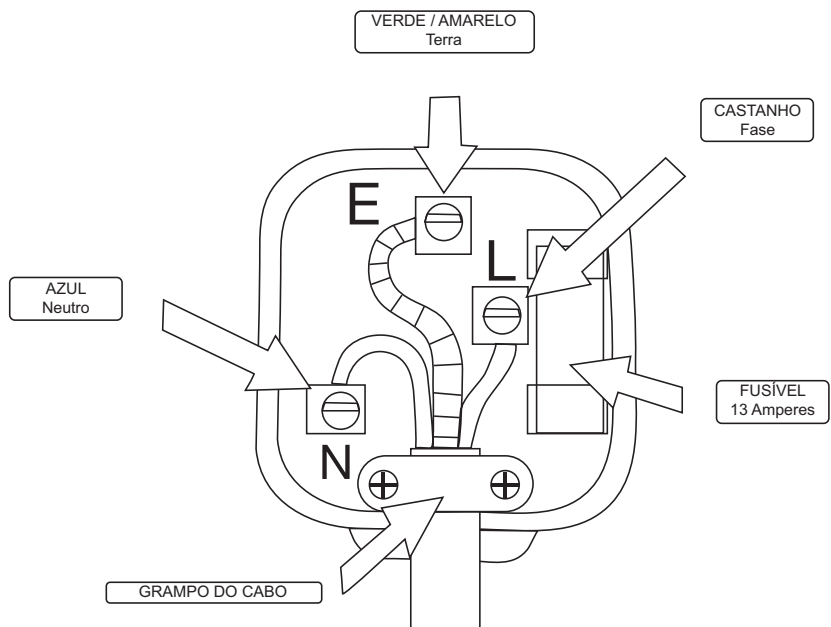 VERDE / AMARELO
Terra
CASTANHO
Fase
E
L
AZUL
Neutro
FUSÍVEL
13 Amperes
N
GRAMPO DO CABO